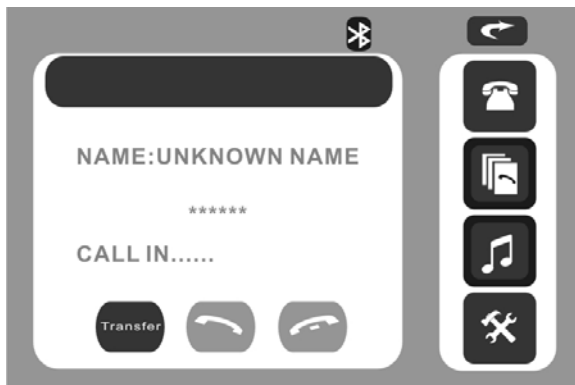 NAME:UNKNOWN NAME
******
CALL IN......
Transfer